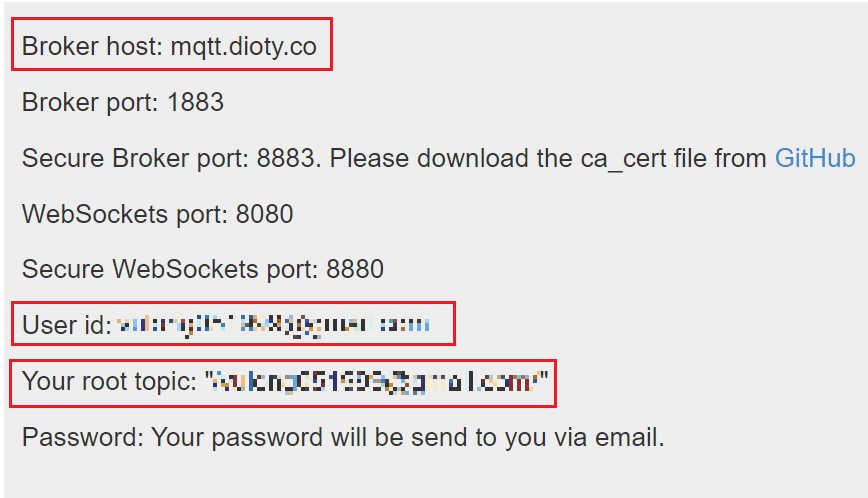 Broker host: mqtt.dioty.co
Broker port: 1883
Secure Broker port: 8883. Please download the ca_cert file from GitHub
WebSockets port: 8080
Secure WebSockets port: 8880
User id:
Your root topic: "
Password: Your password will be send to you via email.